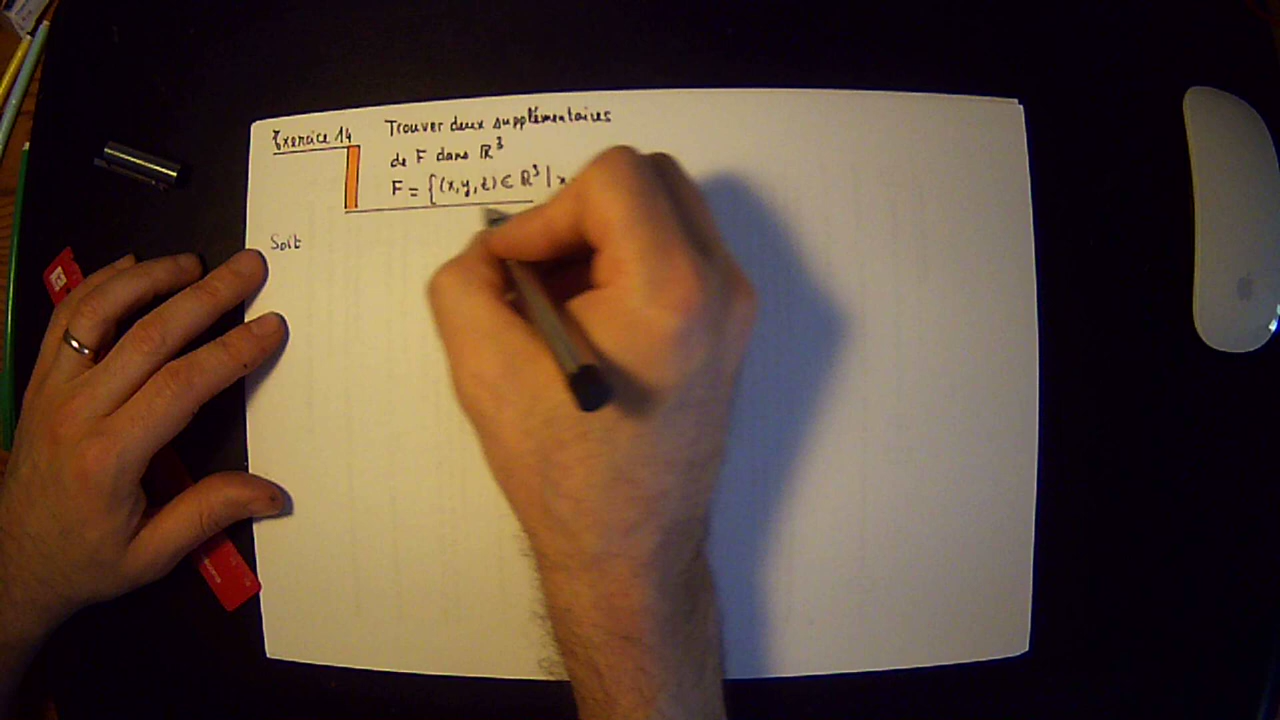 Exercice 14 Trouver deux supplémentaires
de F dans ℝ³
F = {(x,y,z) ∈ ℝ³ | x
Soit